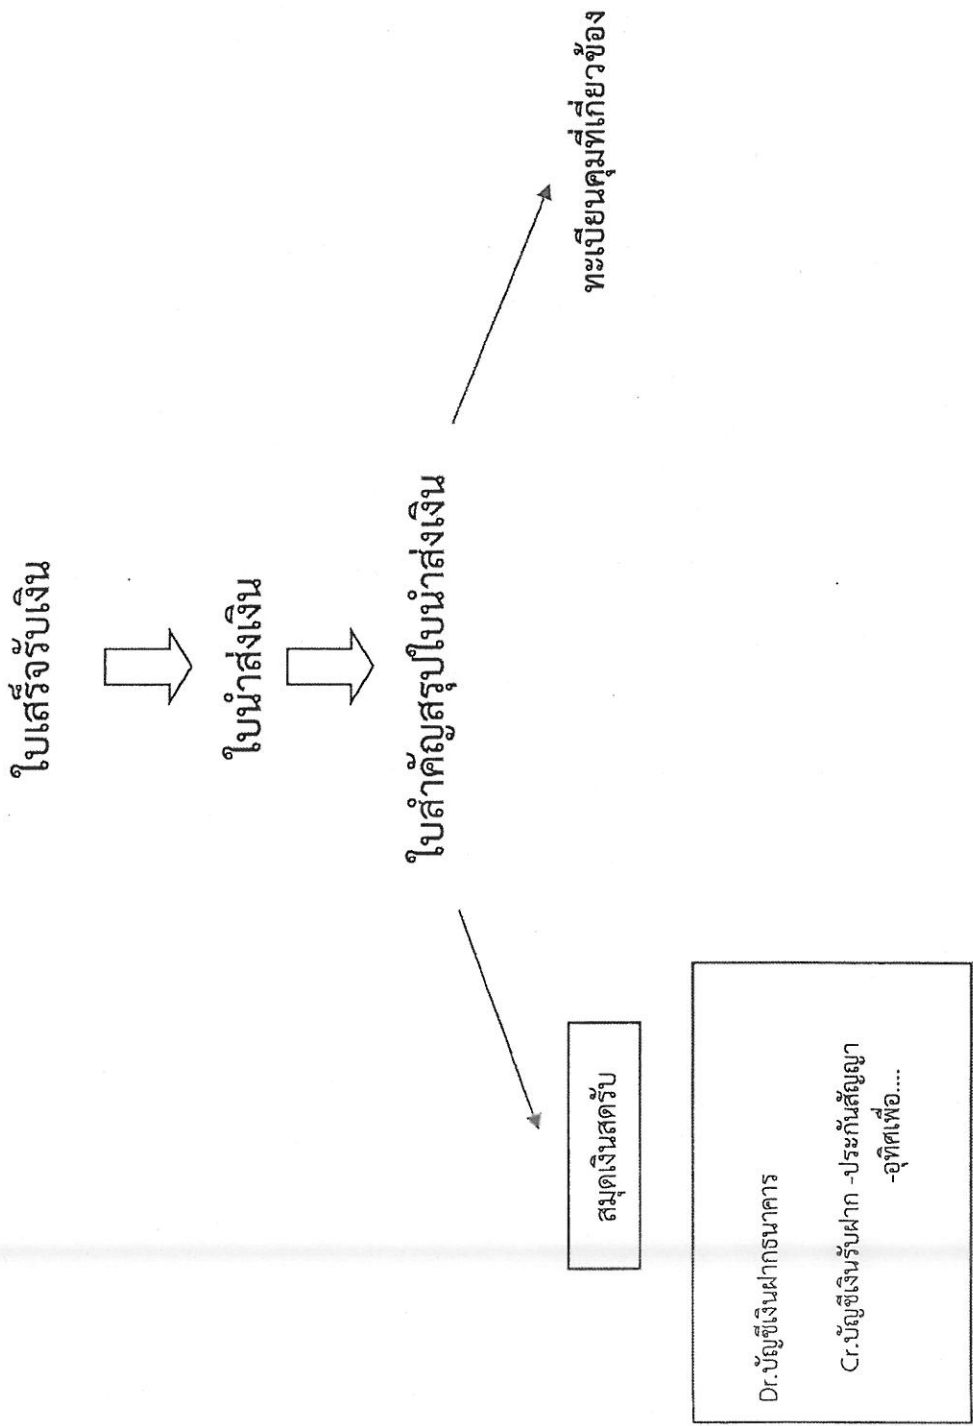 ใบเสร็จรับเงิน
ใบนำส่งเงิน
ใบสำคัญสรุปใบนำส่งเงิน
สมุดเงินสดรับ
ทะเบียนคุมที่เกี่ยวข้อง
Dr.บัญชีเงินฝากธนาคาร
Cr.บัญชีเงินรับฝาก -ประกันสัญญา
-อุทิศเพื่อ....